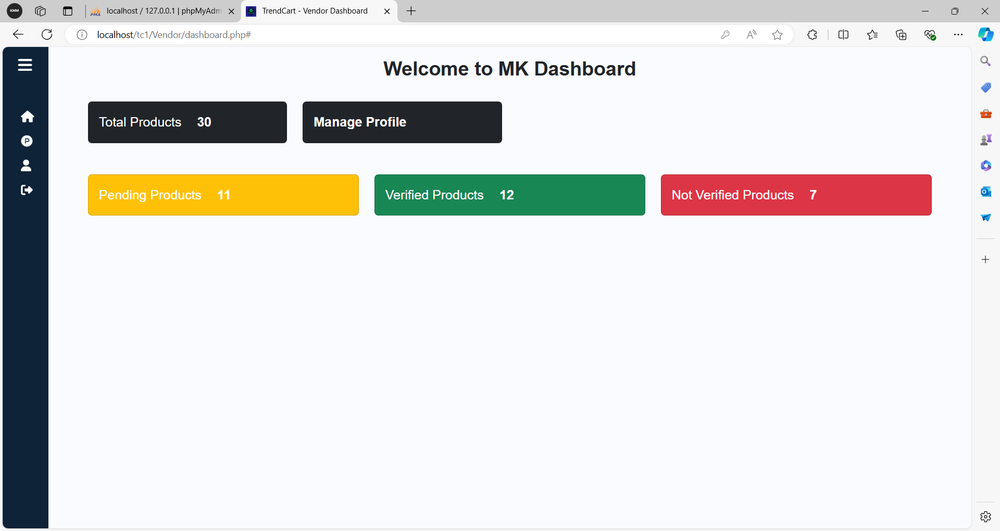 KMM
PMA
localhost / 127.0.0.1 | phpMyAdm
TrendCart - Vendor Dashboard
localhost/tc1/Vendor/dashboard.php#
Welcome to MK Dashboard
Total Products 30
Manage Profile
P
Pending Products 11
Verified Products 12
Not Verified Products 7